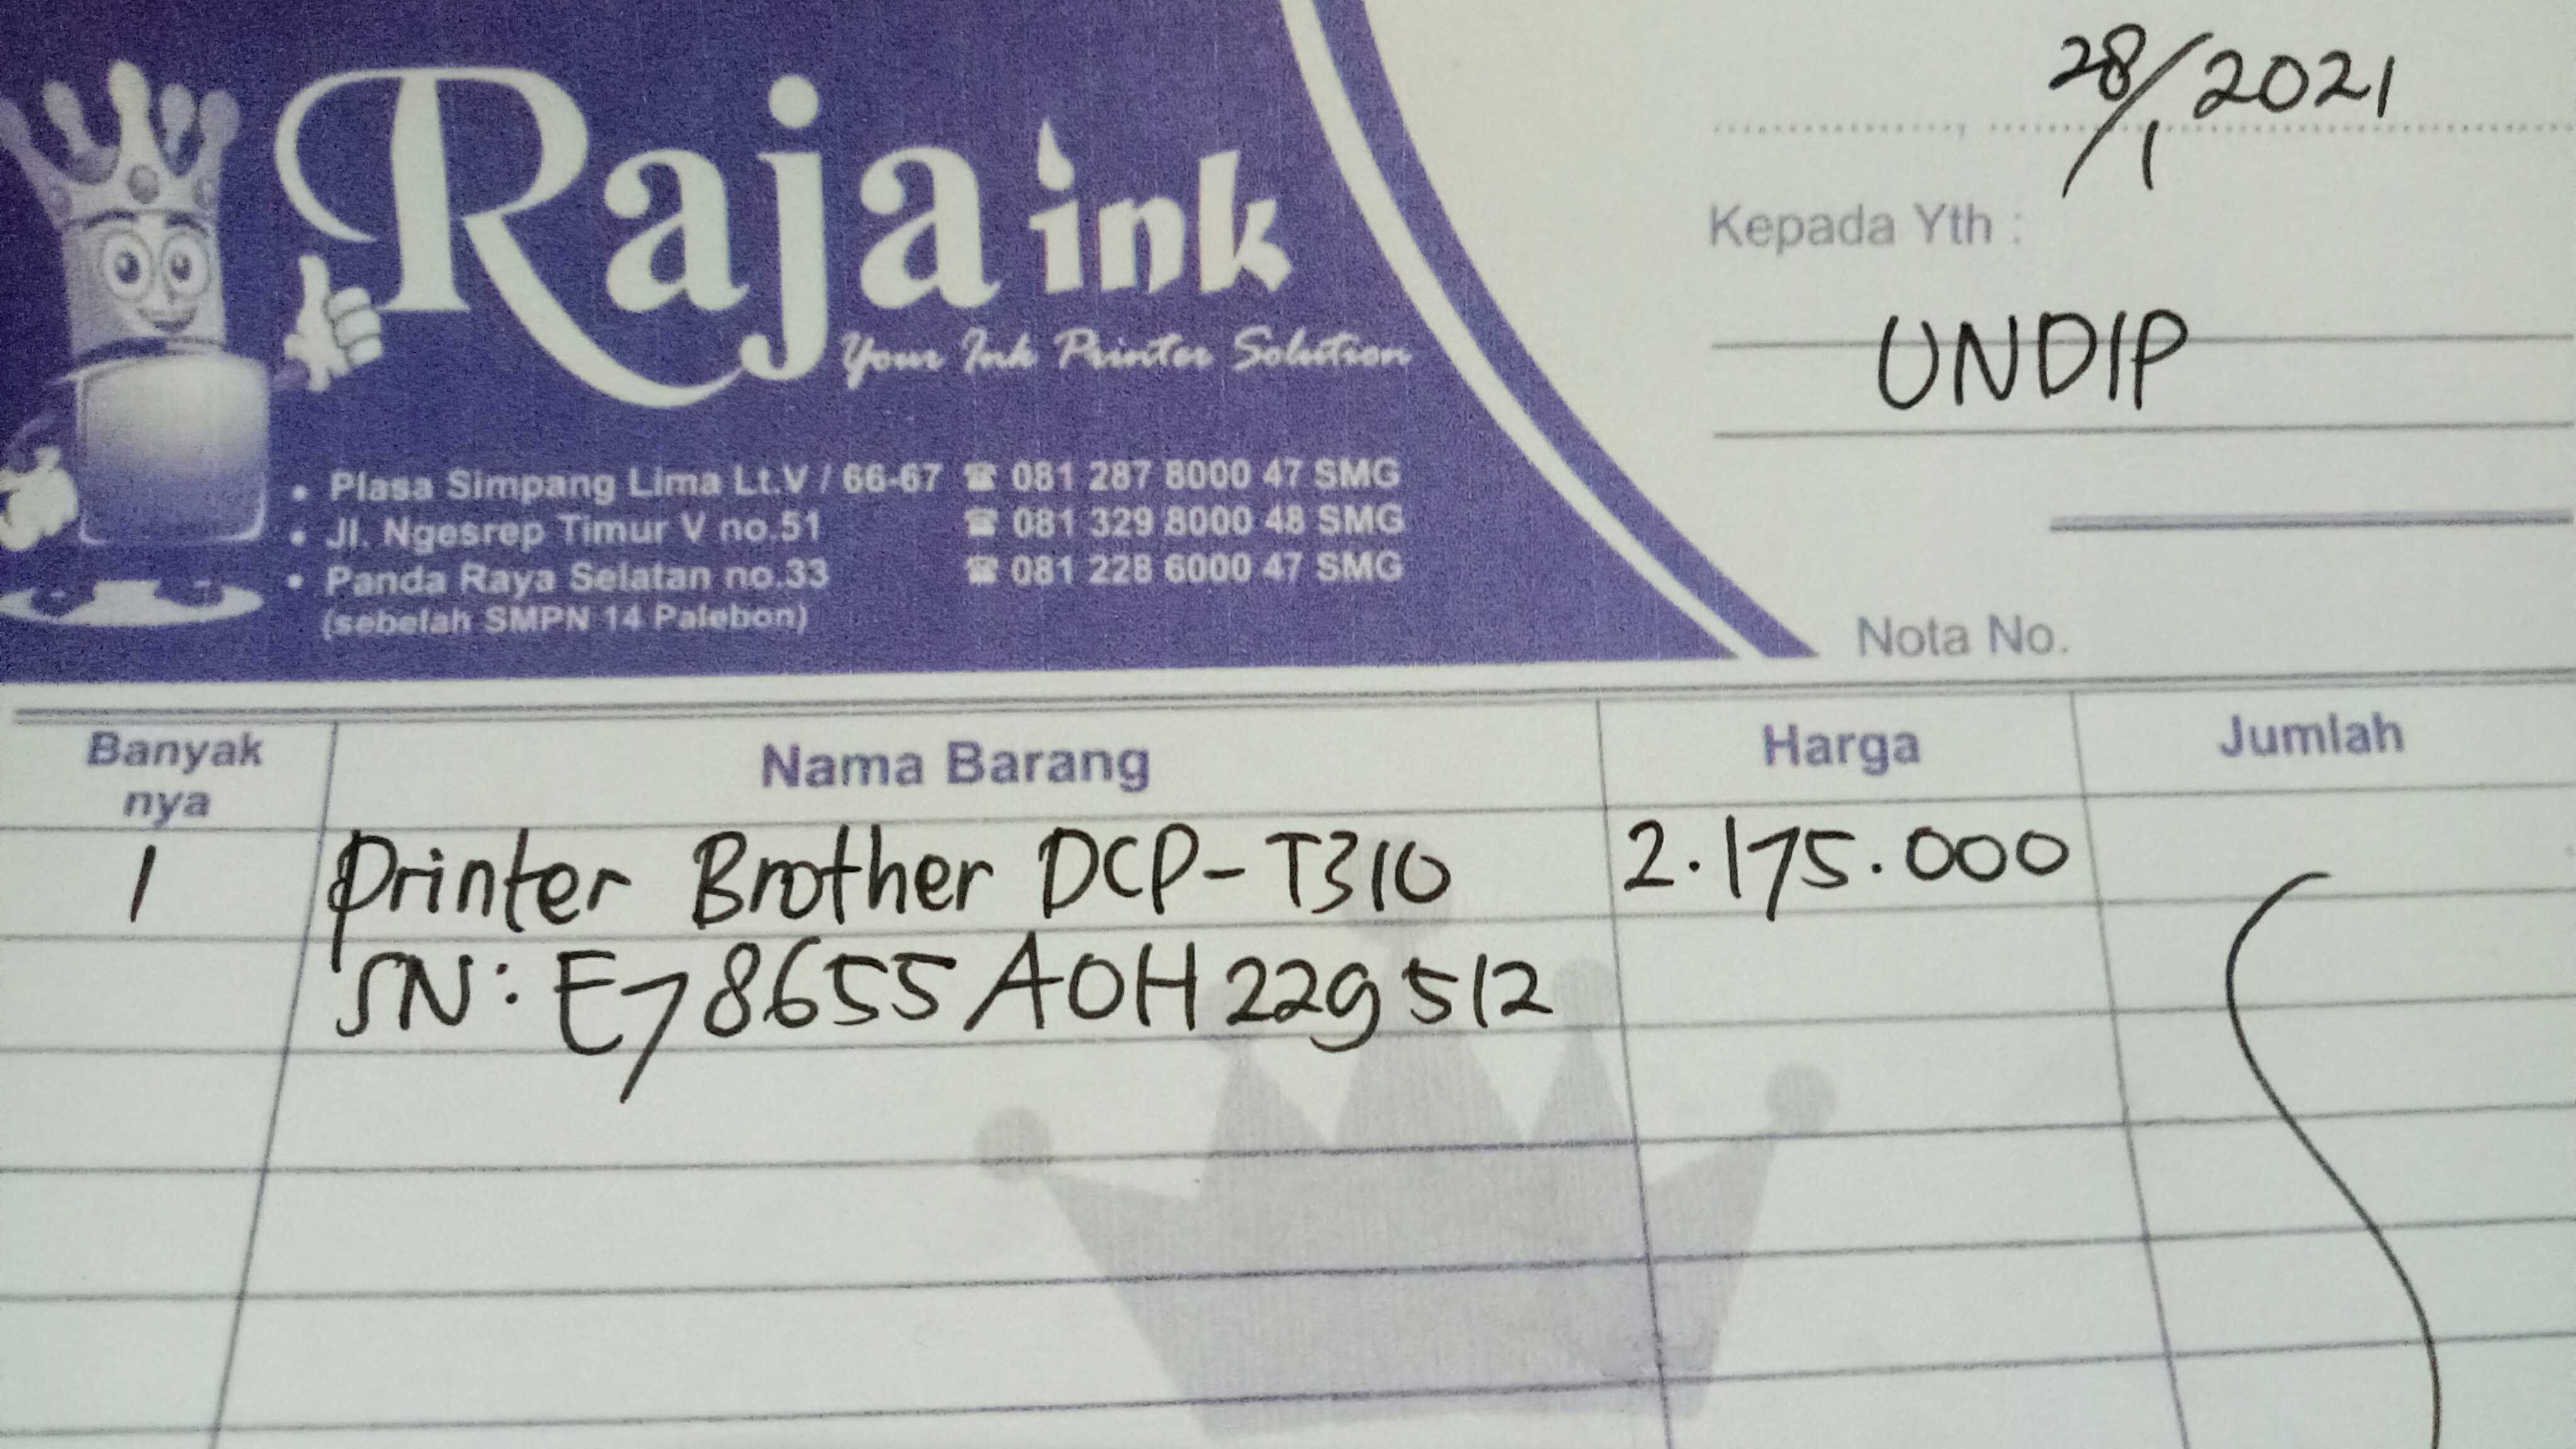 Raja ink
Your Ink Printer Solution
• Plasa Simpang Lima Lt.V / 66-67 ☎ 081 287 8000 47 SMG
• Jl. Ngesrep Timur V no.51 ☎ 081 329 8000 48 SMG
• Panda Raya Selatan no.33 ☎ 081 228 6000 47 SMG
(sebelah SMPN 14 Palebon)
28/1 2021
Kepada Yth :
UNDIP
Nota No.
Banyak nya Nama Barang Harga Jumlah
1 Printer Brother DCP-T310 2.175.000
SN: E78655A0H229512